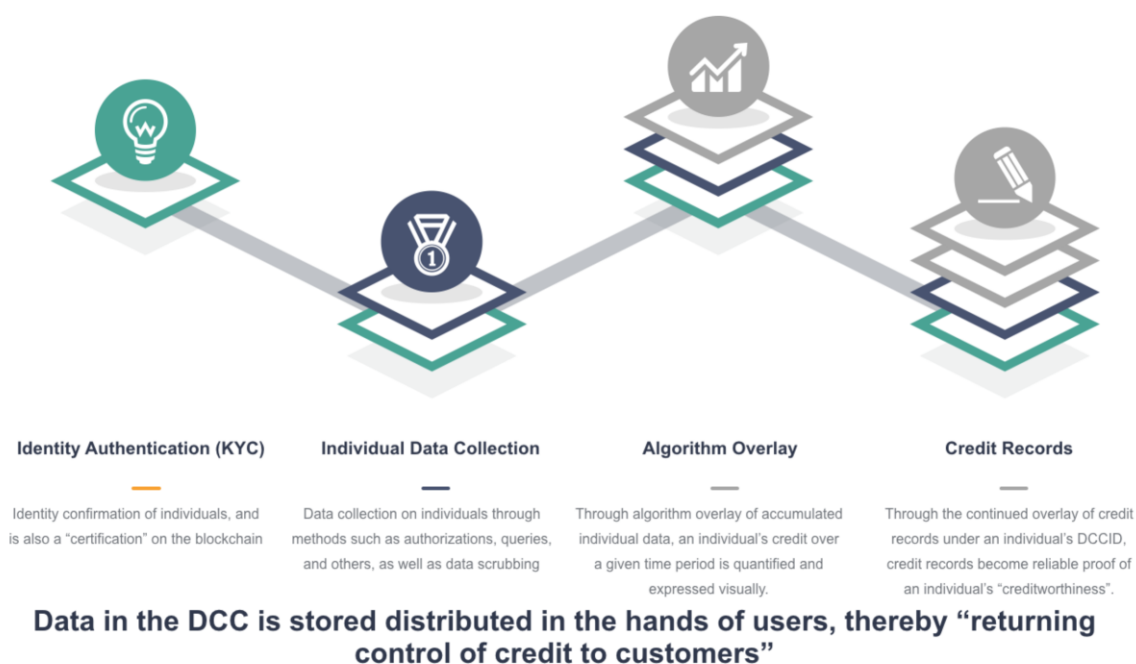 1
Identity Authentication (KYC)
Identity confirmation of individuals, and
is also a “certification” on the blockchain
Individual Data Collection
Data collection on individuals through
methods such as authorizations, queries,
and others, as well as data scrubbing
Algorithm Overlay
Through algorithm overlay of accumulated
individual data, an individual’s credit over
a given time period is quantified and
expressed visually.
Credit Records
Through the continued overlay of credit
records under an individual’s DCCID,
credit records become reliable proof of
an individual’s “creditworthiness”.
Data in the DCC is stored distributed in the hands of users, thereby “returning
control of credit to customers”